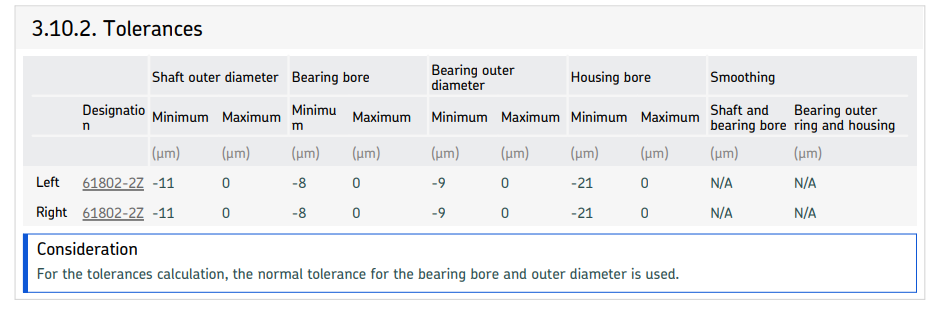 3.10.2. Tolerances
Shaft outer diameter Bearing bore Bearing outer diameter Housing bore Smoothing
Designatio
n Minimum Maximum Minimu
m Maximum Minimum Maximum Minimum Maximum Shaft and
bearing bore Bearing outer
ring and housing
(µm) (µm) (µm) (µm) (µm) (µm) (µm) (µm) (µm) (µm)
Left 61802-2Z -11 0 -8 0 -9 0 -21 0 N/A N/A
Right 61802-2Z -11 0 -8 0 -9 0 -21 0 N/A N/A
Consideration
For the tolerances calculation, the normal tolerance for the bearing bore and outer diameter is used.